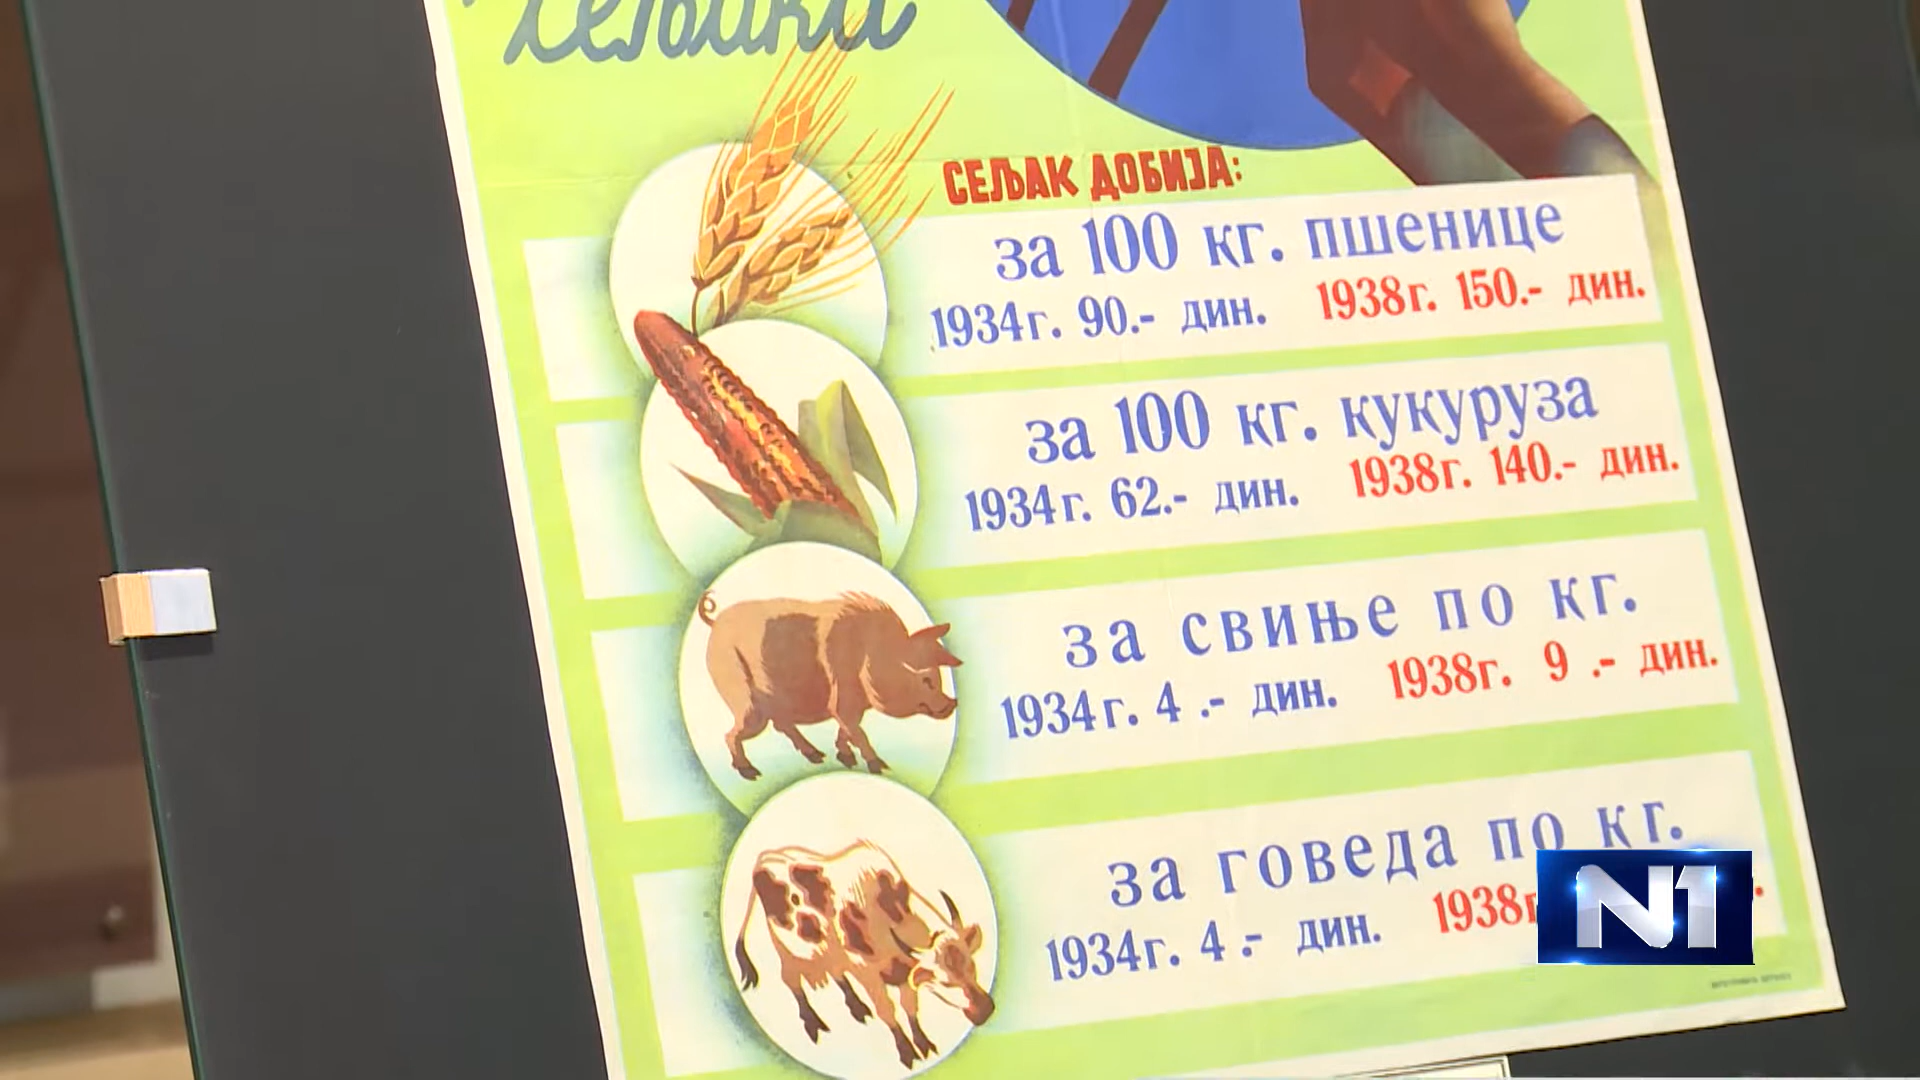 СЕЉАК ДОБИЈА:
за 100 кг. пшенице
1934г. 90.- дин. 1938г. 150.- дин.
за 100 кг. кукуруза
1934г. 62.- дин. 1938г. 140.- дин.
за свиње по кг.
1934г. 4.- дин. 1938г. 9.- дин.
за говеда по кг.
1934г. 4.- дин. 1938г
N1